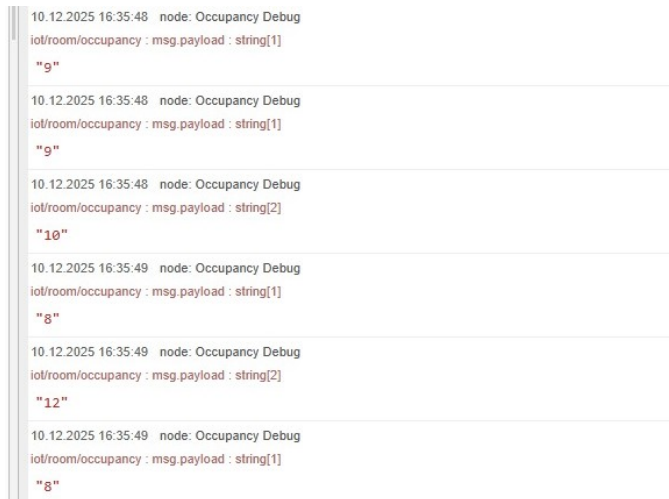 10.12.2025 16:35:48 node: Occupancy Debug
iot/room/occupancy : msg.payload : string[1]
"9"
10.12.2025 16:35:48 node: Occupancy Debug
iot/room/occupancy : msg.payload : string[1]
"9"
10.12.2025 16:35:48 node: Occupancy Debug
iot/room/occupancy : msg.payload : string[2]
"10"
10.12.2025 16:35:49 node: Occupancy Debug
iot/room/occupancy : msg.payload : string[1]
"8"
10.12.2025 16:35:49 node: Occupancy Debug
iot/room/occupancy : msg.payload : string[2]
"12"
10.12.2025 16:35:49 node: Occupancy Debug
iot/room/occupancy : msg.payload : string[1]
"8"